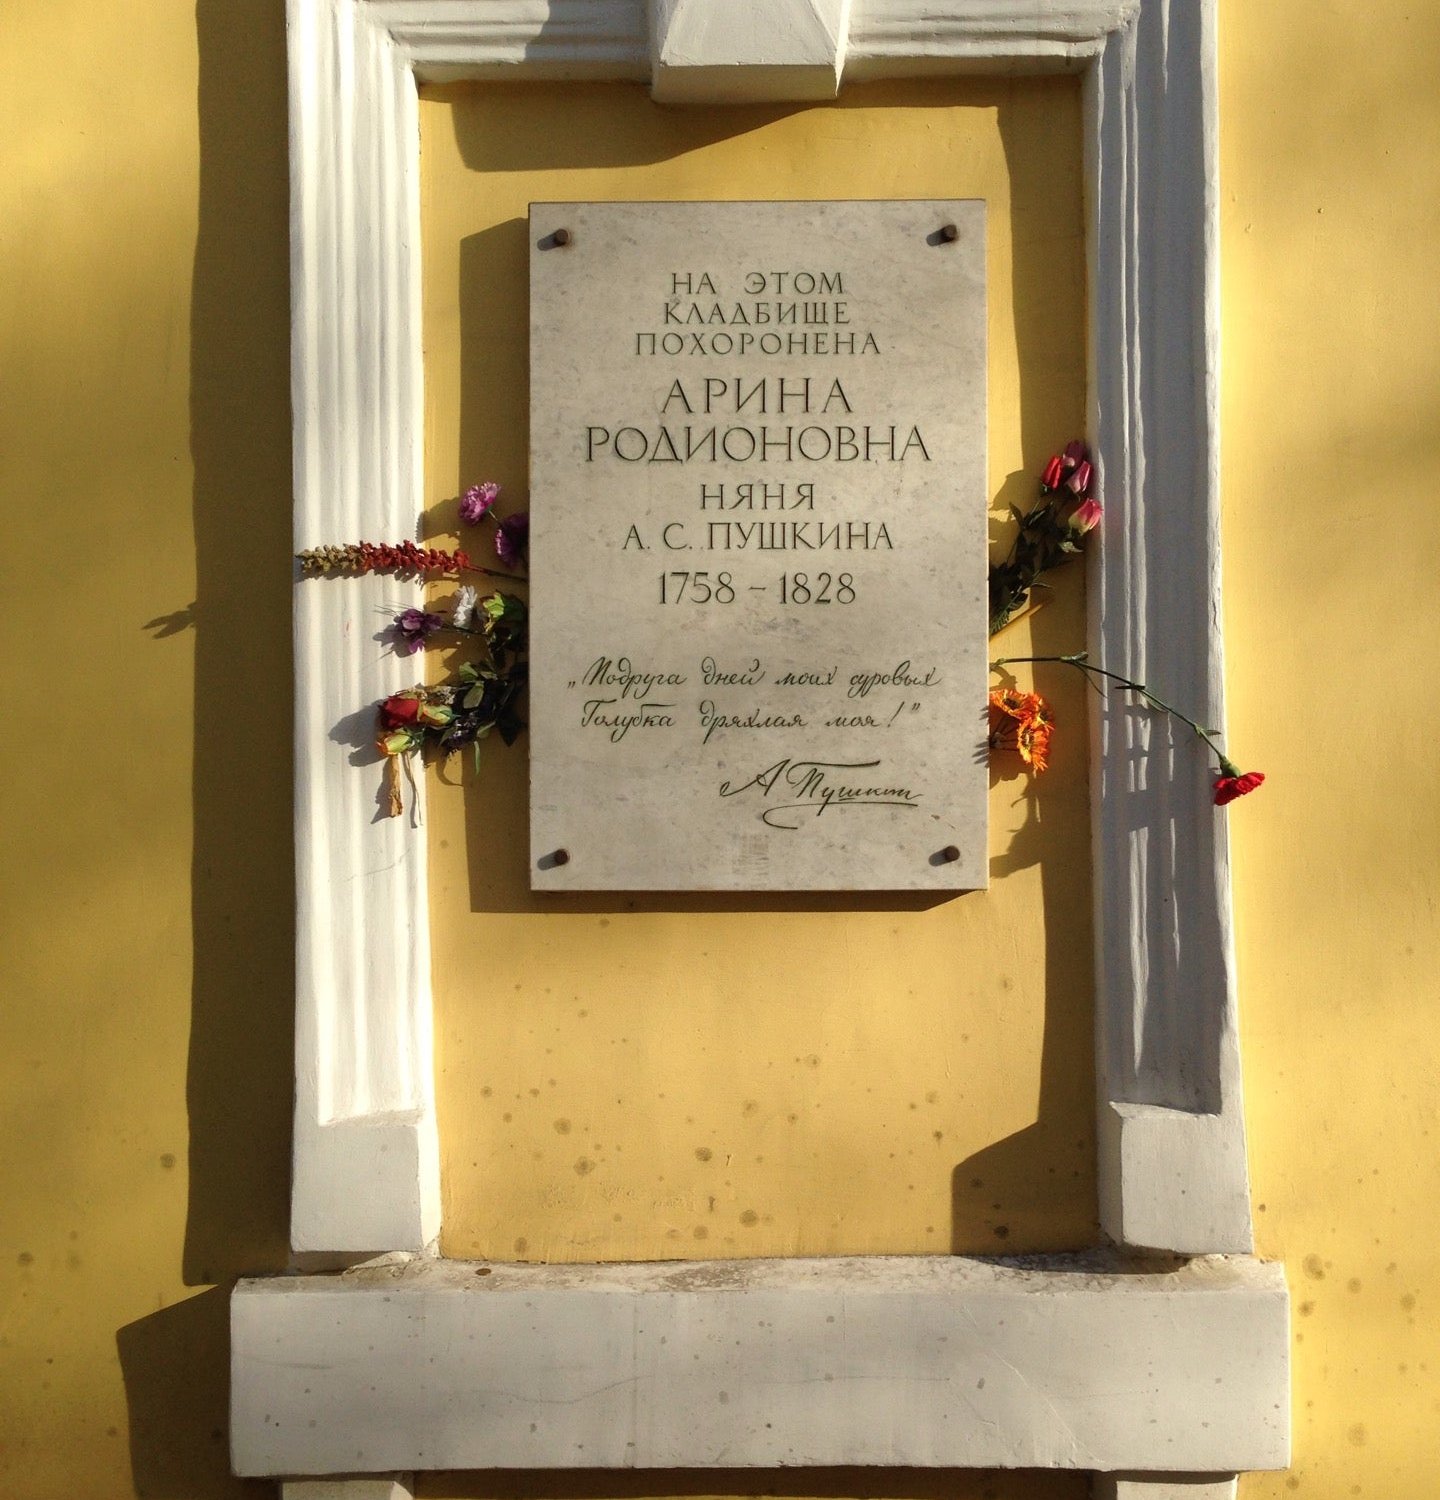 НА ЭТОМ
КЛАДБИЩЕ
ПОХОРОНЕНА
АРИНА
РОДИОНОВНА
НЯНЯ
А. С. ПУШКИНА
1758 – 1828
„Подруга дней моих суровых
Голубка дряхлая моя!”
А Пушкин